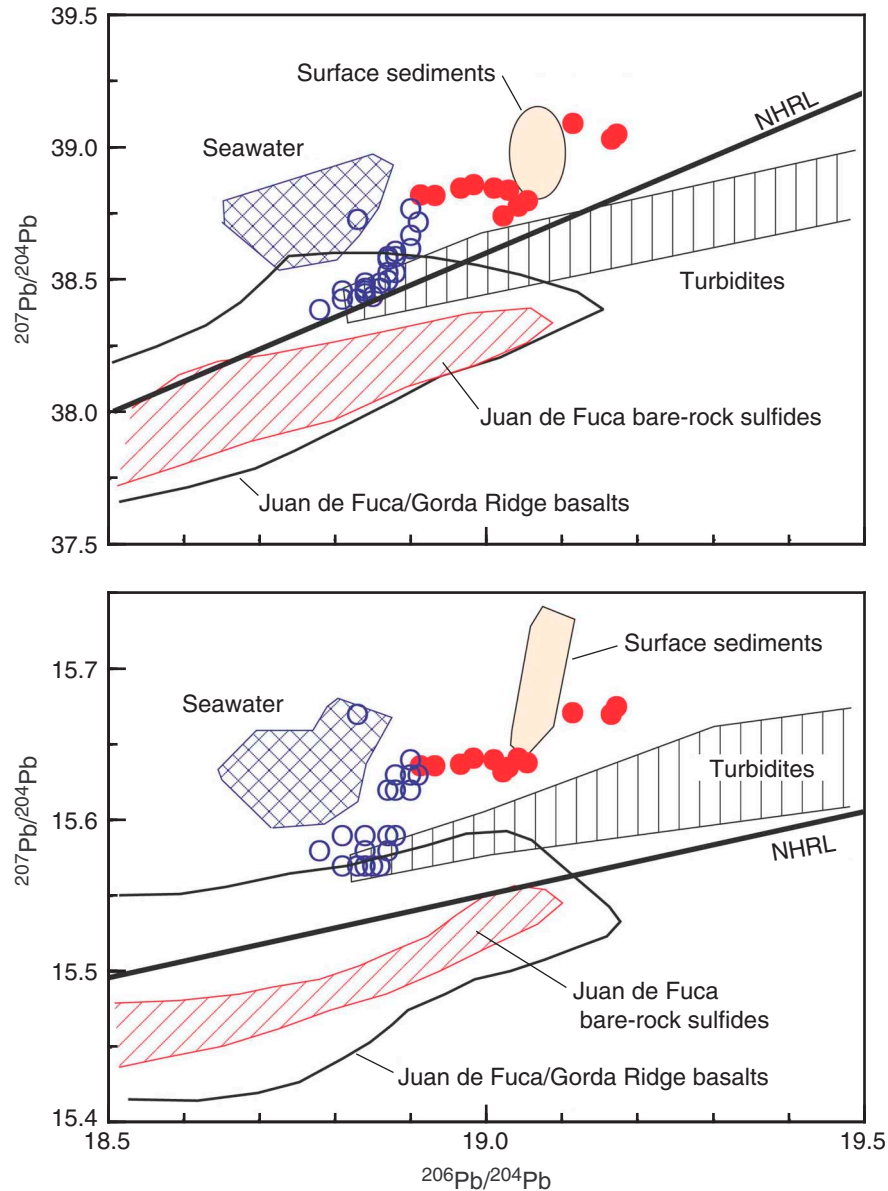 39.5
Surface sediments
NHRL
Seawater
39.0
²⁰⁷Pb/²⁰⁴Pb
38.5
Turbidites
38.0
Juan de Fuca bare-rock sulfides
Juan de Fuca/Gorda Ridge basalts
37.5
Surface sediments
15.7
Seawater
Turbidites
²⁰⁷Pb/²⁰⁴Pb
15.6
NHRL
15.5
Juan de Fuca
bare-rock sulfides
Juan de Fuca/Gorda Ridge basalts
15.4
18.5
19.0
19.5
²⁰⁶Pb/²⁰⁴Pb